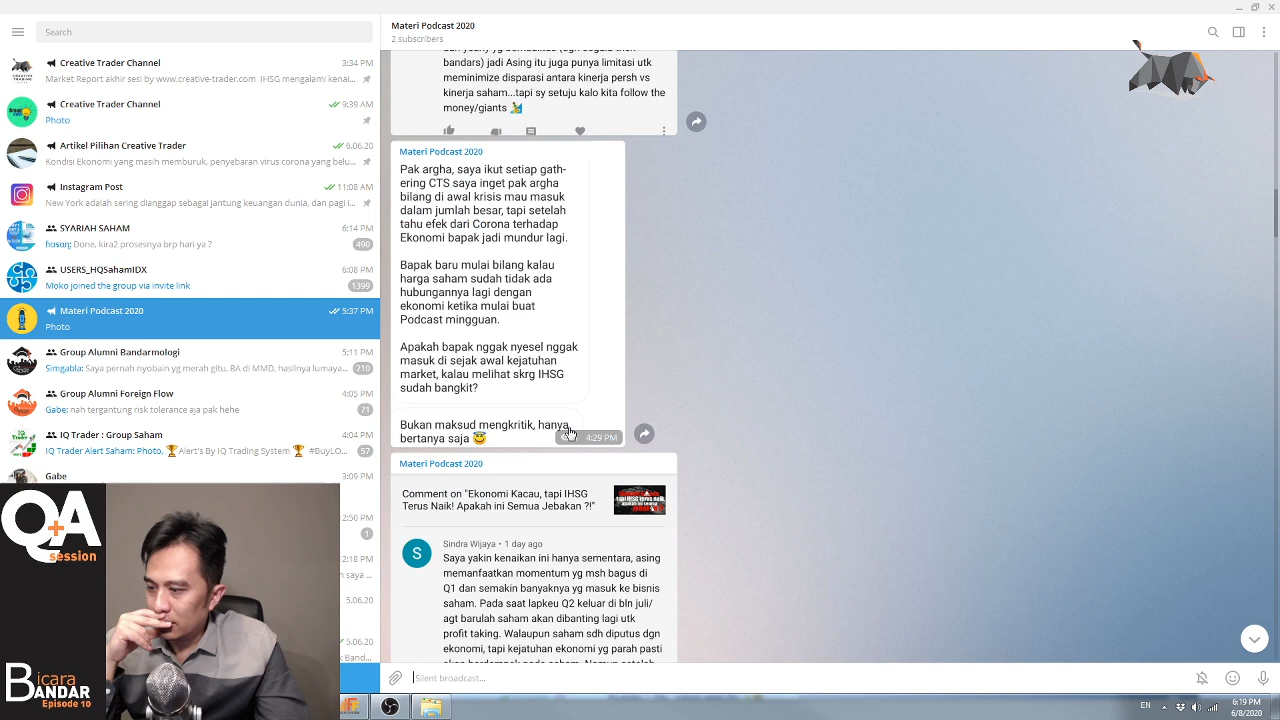 Search
Creative Trader Channel
3:34 PM
Market Report akhir sesi by www.creative-trader.com IHSG mengalami kenai...
Creative Trader Channel
9:39 AM
Photo
Artikel Pilihan Creative Trader
6.06.20
Kondisi Ekonomi yang masih memburuk, penyebaran virus corona yang belu...
Instagram Post
11:08 AM
New York adalah sering dianggap sebagai jantung keuangan dunia, dan pagi i...
SYARIAH SAHAM
6:14 PM
Done, kira2 prosesnya brp hari ya ?
490
USERS_HQSahamIDX
6:08 PM
Moko joined the group via invite link
1399
Materi Podcast 2020
5:37 PM
Photo
Group Alumni Bandarmologi
5:11 PM
Simgabla: Saya pernah nyobain yg merah gitu, BA di MMD, hasilnya lumaya...
210
Group Alumni Foreign Flow
4:05 PM
Gabe: nah tergantung risk tolerance aja pak hehe
71
IQ Trader : Group Saham
4:04 PM
IQ Trader Alert Saham: Photo, 🏆Alert's By IQ Trading System 🏆 #BuyLO...
57
Gabe
3:09 PM
2:50 PM
1
2:18 PM
saya ...
5.06.20
5.06.20
k Band...
Q+A
session
Bicara
BANDAR
Episode 10
Materi Podcast 2020
2 subscribers
bandars) jadi Asing itu juga punya limitasi utk
meminimize disparasi antara kinerja persh vs
kinerja saham...tapi sy setuju kalo kita follow the
money/giants
Materi Podcast 2020
Pak argha, saya ikut setiap gath-
ering CTS saya inget pak argha
bilang di awal krisis mau masuk
dalam jumlah besar, tapi setelah
tahu efek dari Corona terhadap
Ekonomi bapak jadi mundur lagi.
Bapak baru mulai bilang kalau
harga saham sudah tidak ada
hubungannya lagi dengan
ekonomi ketika mulai buat
Podcast mingguan.
Apakah bapak nggak nyesel nggak
masuk di sejak awal kejatuhan
market, kalau melihat skrg IHSG
sudah bangkit?
Bukan maksud mengkritik, hanya
bertanya saja 😇
4:29 PM
Materi Podcast 2020
Comment on "Ekonomi Kacau, tapi IHSG
Terus Naik! Apakah ini Semua Jebakan ?!"
S
Sindra Wijaya • 1 day ago
Saya yakin kenaikan ini hanya sementara, asing
memanfaatkan momentum yg msh bagus di
Q1 dan semakin banyaknya yg masuk ke bisnis
saham. Pada saat lapkeu Q2 keluar di bln juli/
agt barulah saham akan dibanting lagi utk
profit taking. Walaupun saham sdh diputus dgn
ekonomi, tapi kejatuhan ekonomi yg parah pasti
Silent broadcast...
EN
6:19 PM
6/8/2020